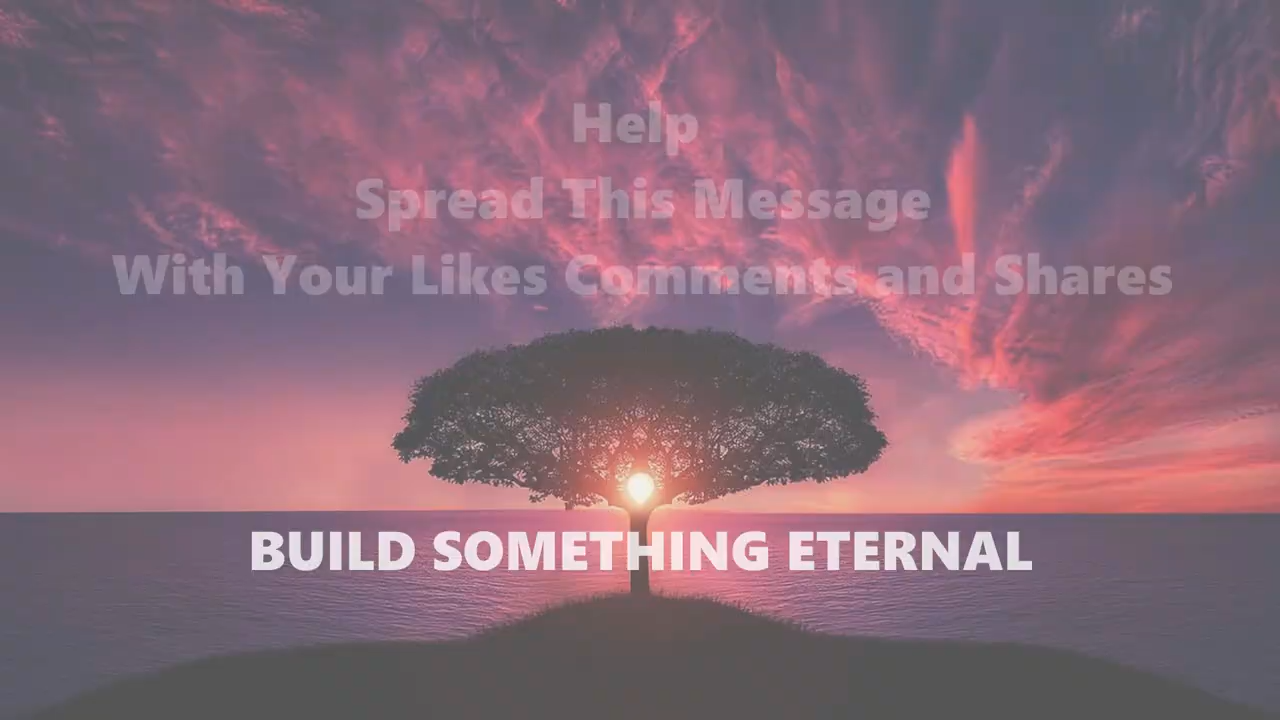 Help
Spread This Message
With Your Likes Comments and Shares
BUILD SOMETHING ETERNAL